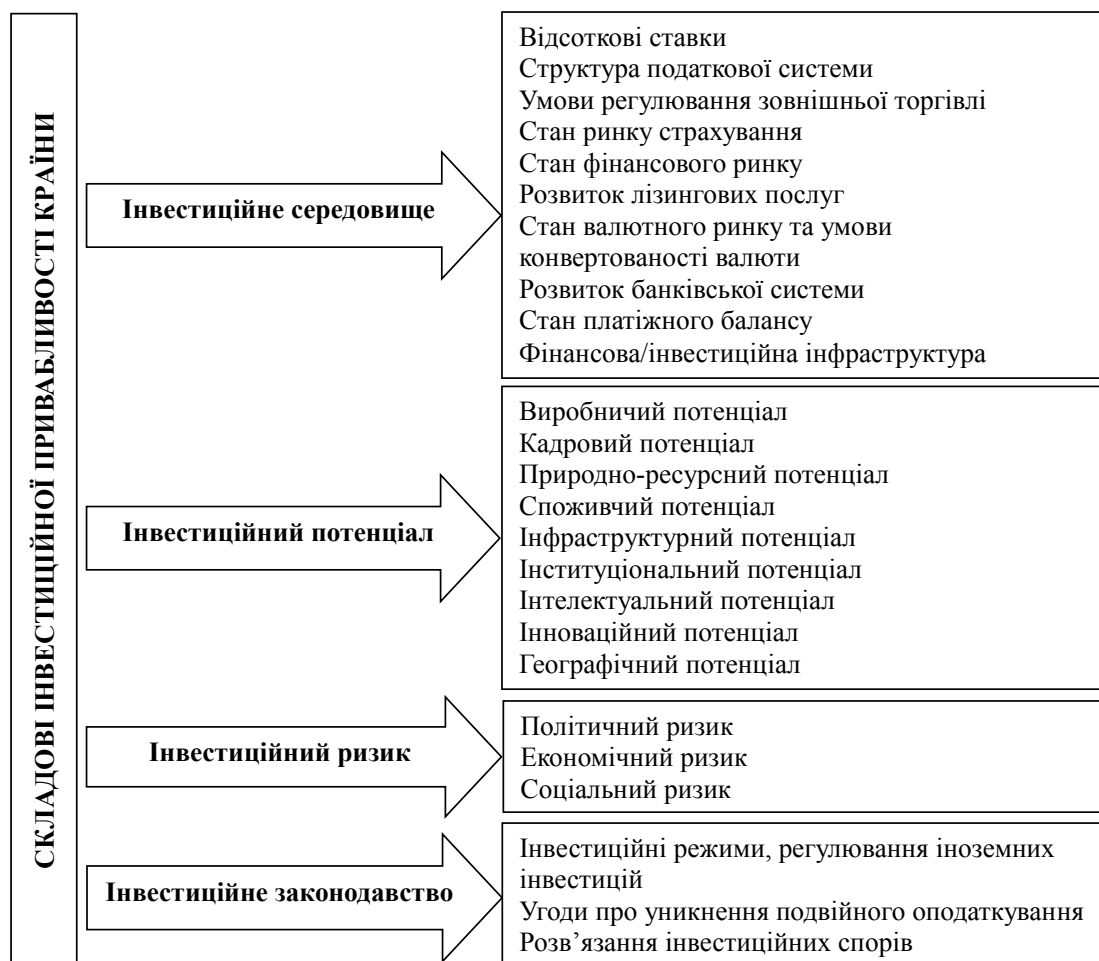 СКЛАДОВІ ІНВЕСТИЦІЙНОЇ ПРИВАБЛИВОСТІ КРАЇНИ
Інвестиційне середовище
Відсоткові ставки
Структура податкової системи
Умови регулювання зовнішньої торгівлі
Стан ринку страхування
Стан фінансового ринку
Розвиток лізингових послуг
Стан валютного ринку та умови
конвертованості валюти
Розвиток банківської системи
Стан платіжного балансу
Фінансова/інвестиційна інфраструктура
Інвестиційний потенціал
Виробничий потенціал
Кадровий потенціал
Природно-ресурсний потенціал
Споживчий потенціал
Інфраструктурний потенціал
Інституціональний потенціал
Інтелектуальний потенціал
Інноваційний потенціал
Географічний потенціал
Інвестиційний ризик
Політичний ризик
Економічний ризик
Соціальний ризик
Інвестиційне законодавство
Інвестиційні режими, регулювання іноземних
інвестицій
Угоди про уникнення подвійного оподаткування
Розв’язання інвестиційних спорів